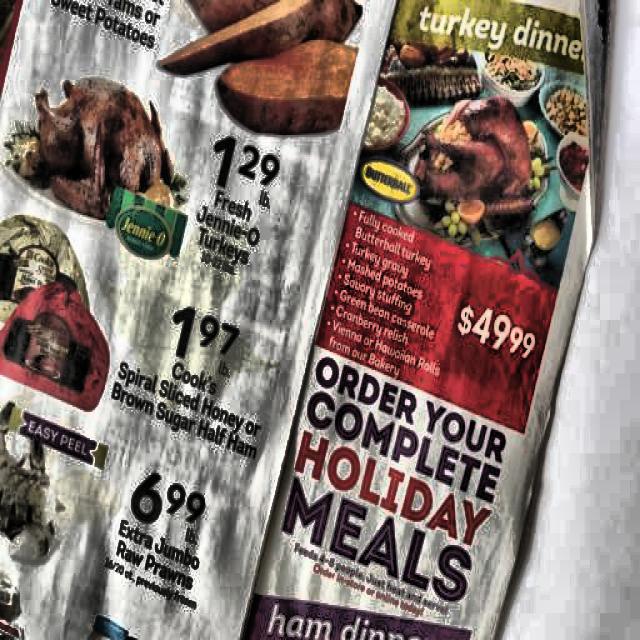 Yams or
Sweet Potatoes
1.29
lb.
Fresh
Jennie-O
Turkeys
Jennie-O
1.97
lb.
Cook's
Spiral Sliced Honey or
Brown Sugar Half Ham
EASY PEEL
6.99
lb.
Extra Jumbo
Raw Prawns
turkey dinne
BUTTERBALL
• Fully cooked
Butterball turkey
• Turkey gravy
• Mashed potatoes
• Savory stuffing
• Green bean casserole
• Cranberry relish
• Vienna or Hawaiian Rolls
from our Bakery
$49.99
ORDER YOUR
COMPLETE
HOLIDAY
MEALS
ham dinne